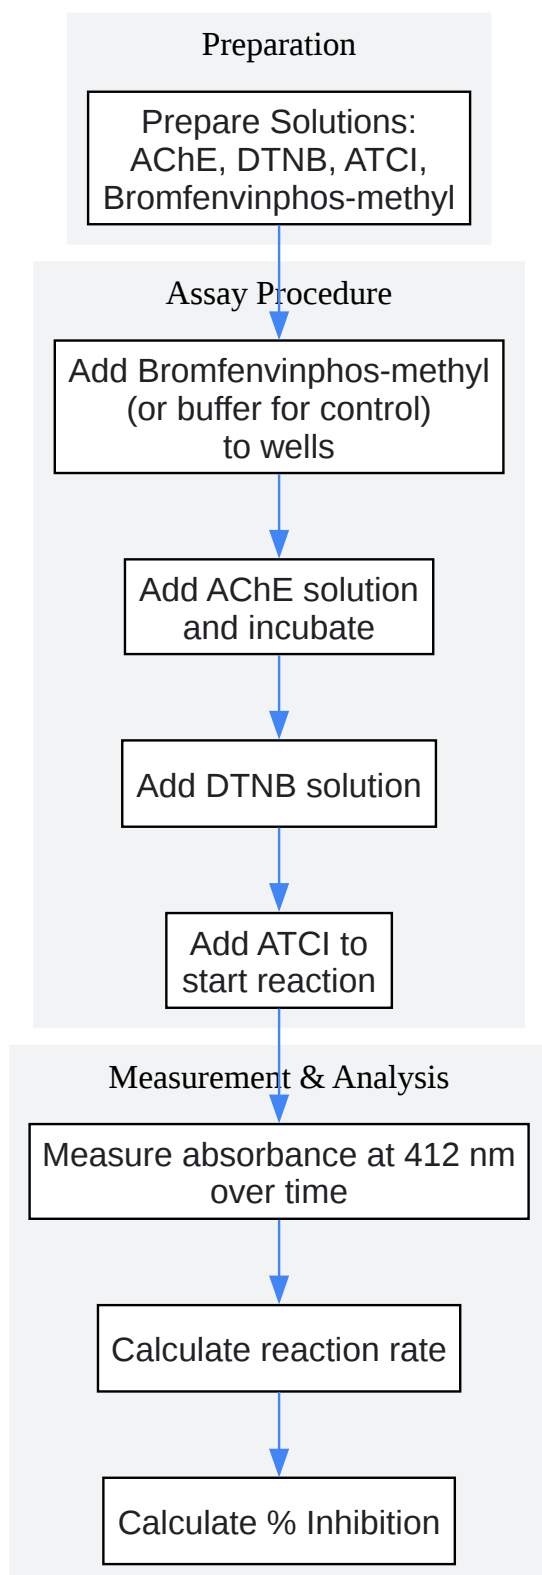 Preparation
Prepare Solutions:
AChE, DTNB, ATCI,
Bromfenvinphos-methyl
Assay Procedure
Add Bromfenvinphos-methyl
(or buffer for control)
to wells
Add AChE solution
and incubate
Add DTNB solution
Add ATCI to
start reaction
Measurement & Analysis
Measure absorbance at 412 nm
over time
Calculate reaction rate
Calculate % Inhibition